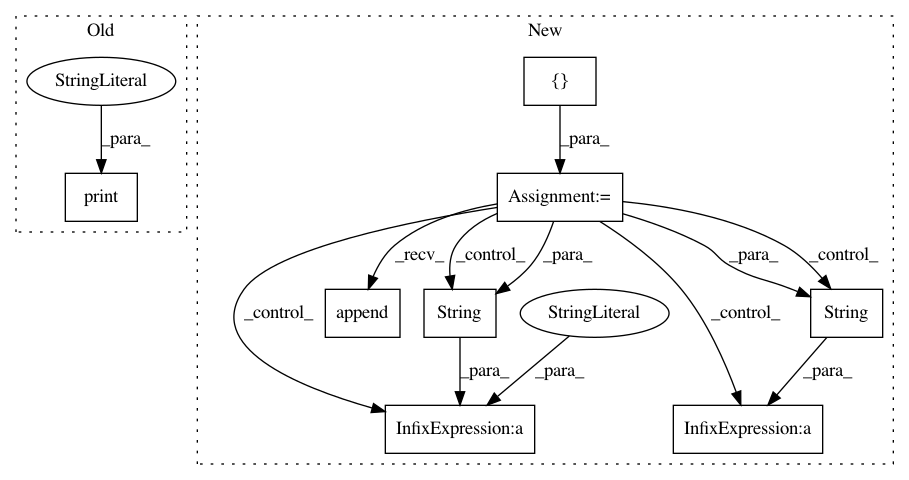 Old
New
StringLiteral
{}
_para_
_para_
print
Assignment:=
_recv_
_control_
_para_
_para_
_control_
_control_
append
String
StringLiteral
_control_
String
_para_
_para_
_para_
InfixExpression:a
InfixExpression:a